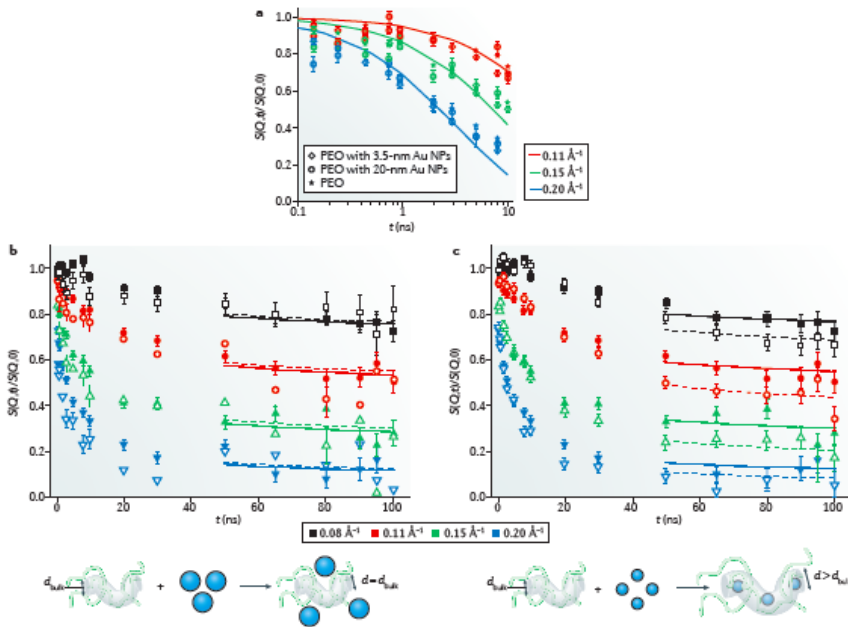 a
1.0
0.8
0.6
0.4
0.2
0.0
S(Q,t)/S(Q,0)
PEO with 3.5-nm Au NPs
PEO with 20-nm Au NPs
PEO
0.11 Å⁻¹
0.15 Å⁻¹
0.20 Å⁻¹
0.1 1 10
t (ns)
b
1.0
0.8
0.6
0.4
0.2
0.0
S(Q,t)/S(Q,0)
0 20 40 60 80 100
t (ns)
c
1.0
0.8
0.6
0.4
0.2
0.0
S(Q,t)/S(Q,0)
0 20 40 60 80 100
t (ns)
0.08 Å⁻¹ 0.11 Å⁻¹ 0.15 Å⁻¹ 0.20 Å⁻¹
d bulk + d = d bulk
d bulk + d > d bulk